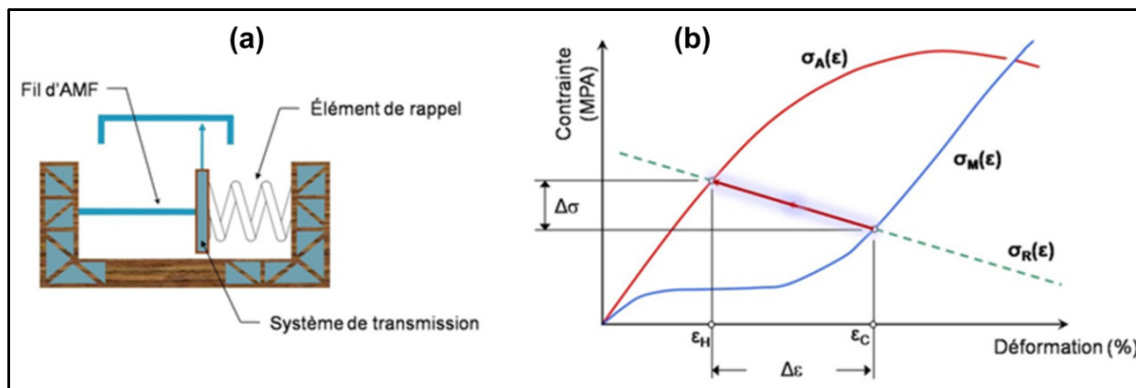 (a)
Fil d'AMF
Élément de rappel
Système de transmission
(b)
Contrainte
(MPA)
σA(ε)
σM(ε)
σR(ε)
Δσ
εH
εC
Δε
Déformation (%)